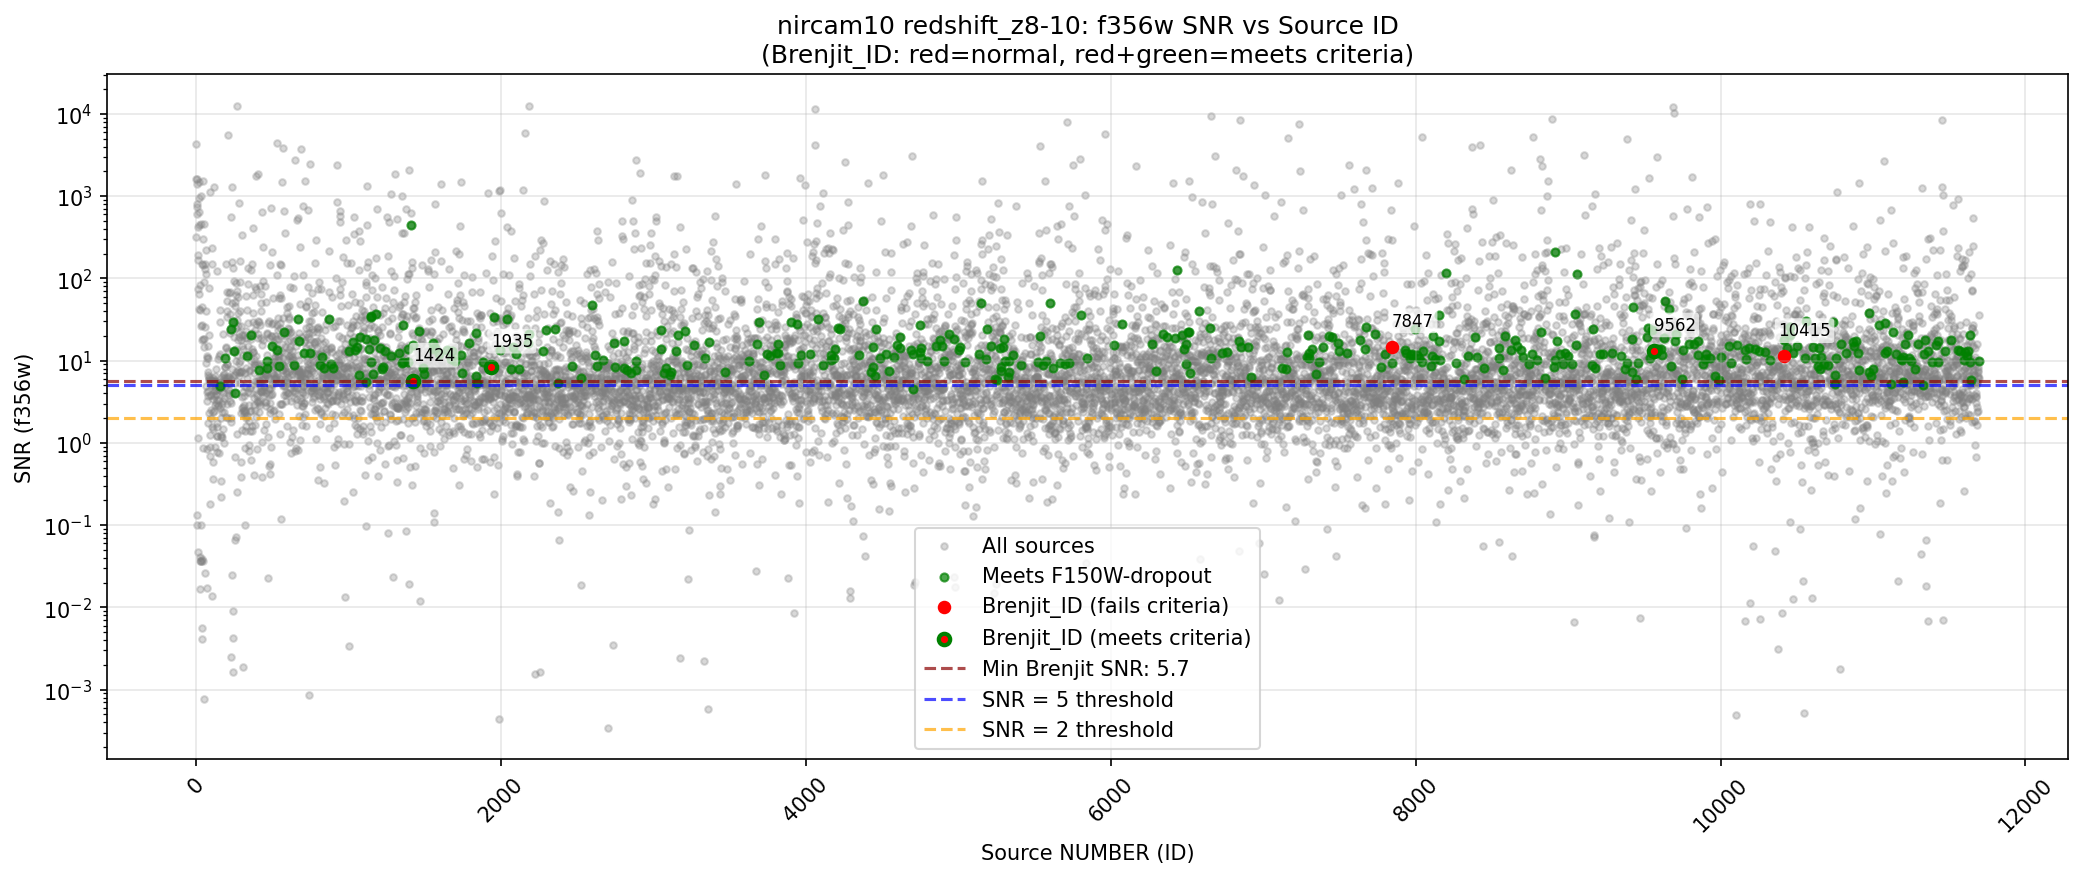 nircam10 redshift_z8-10: f356w SNR vs Source ID
(Brenjit_ID: red=normal, red+green=meets criteria)
SNR (f356w)
10^4
10^3
10^2
10^1
10^0
10^-1
10^-2
10^-3
1424
1935
7847
9562
10415
All sources
Meets F150W-dropout
Brenjit_ID (fails criteria)
Brenjit_ID (meets criteria)
Min Brenjit SNR: 5.7
SNR = 5 threshold
SNR = 2 threshold
0
2000
4000
6000
8000
10000
12000
Source NUMBER (ID)